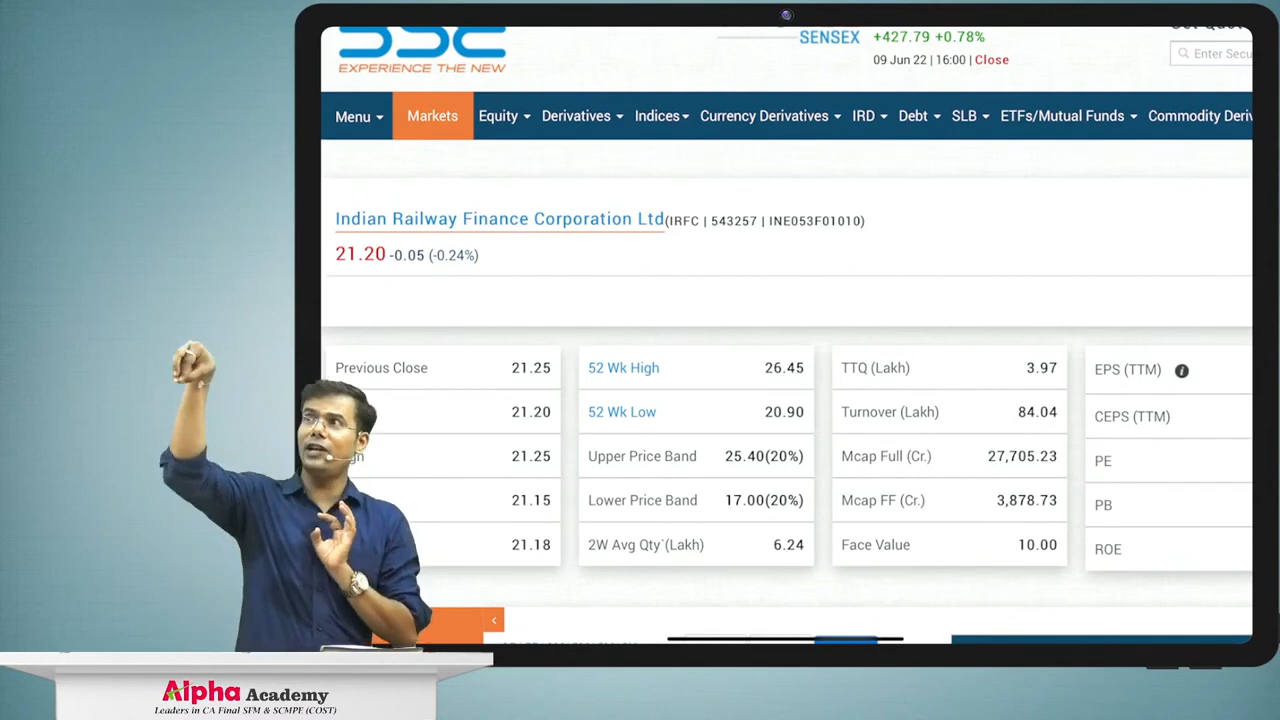 EXPERIENCE THE NEW
SENSEX +427.79 +0.78%
09 Jun 22 | 16:00 | Close
Enter Secu
Menu Markets Equity Derivatives Indices Currency Derivatives IRD Debt SLB ETFs/Mutual Funds Commodity Deriv
Indian Railway Finance Corporation Ltd(IRFC | 543257 | INE053F01010)
21.20 -0.05 (-0.24%)
Previous Close 21.25 52 Wk High 26.45 TTQ (Lakh) 3.97 EPS (TTM)
21.20 52 Wk Low 20.90 Turnover (Lakh) 84.04 CEPS (TTM)
21.25 Upper Price Band 25.40(20%) Mcap Full (Cr.) 27,705.23 PE
21.15 Lower Price Band 17.00(20%) Mcap FF (Cr.) 3,878.73 PB
21.18 2W Avg Qty`(Lakh) 6.24 Face Value 10.00 ROE
Alpha Academy
Leaders in CA Final SFM & SCMPE (COST)